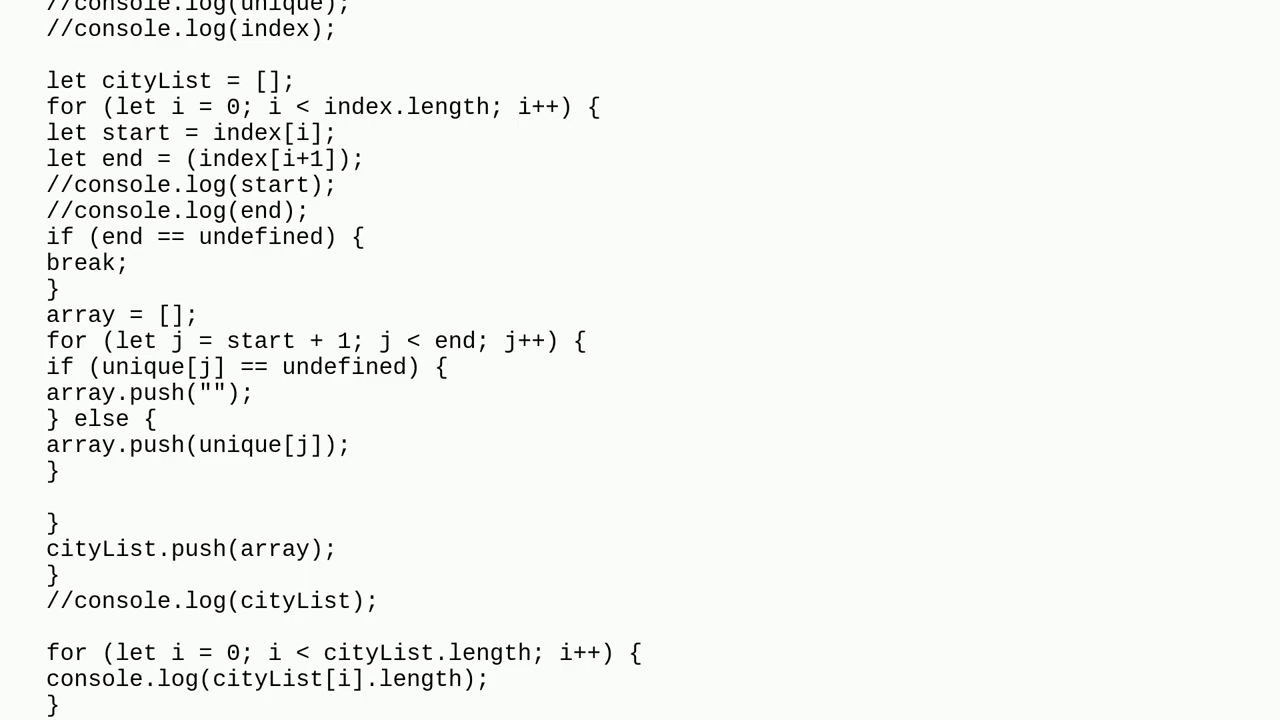 //console.log(unique);
//console.log(index);

let cityList = [];
for (let i = 0; i < index.length; i++) {
let start = index[i];
let end = (index[i+1]);
//console.log(start);
//console.log(end);
if (end == undefined) {
break;
}
array = [];
for (let j = start + 1; j < end; j++) {
if (unique[j] == undefined) {
array.push("");
} else {
array.push(unique[j]);
}

}
cityList.push(array);
}
//console.log(cityList);

for (let i = 0; i < cityList.length; i++) {
console.log(cityList[i].length);
}